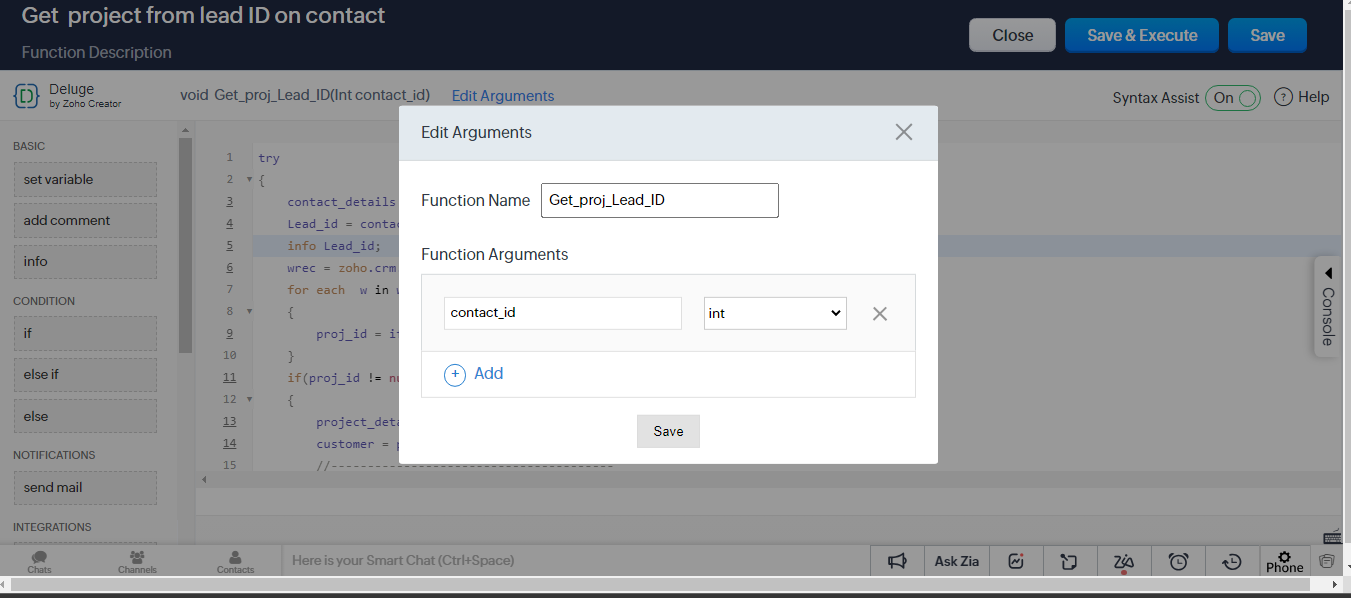 Get project from lead ID on contact
Function Description
Close
Save & Execute
Save
Deluge
by Zoho Creator
void Get_proj_Lead_ID(Int contact_id)
Edit Arguments
Syntax Assist
On
? Help
Edit Arguments
Function Name
Get_proj_Lead_ID
Function Arguments
contact_id
int
+ Add
Save
BASIC
set variable
add comment
info
CONDITION
if
else if
else
NOTIFICATIONS
send mail
INTEGRATIONS
1 try
2 {
3 contact_details
4 Lead_id =
5 info Lead_id;
6 wrec = zoho.crm
7 for each w in
8 {
9 proj_id =
10 }
11 if(proj_id !=
12 {
13
14 customer =
15 //---------------------------------------
Console
Chats
Channels
Contacts
Here is your Smart Chat (Ctrl+Space)
Ask Zia
Phone